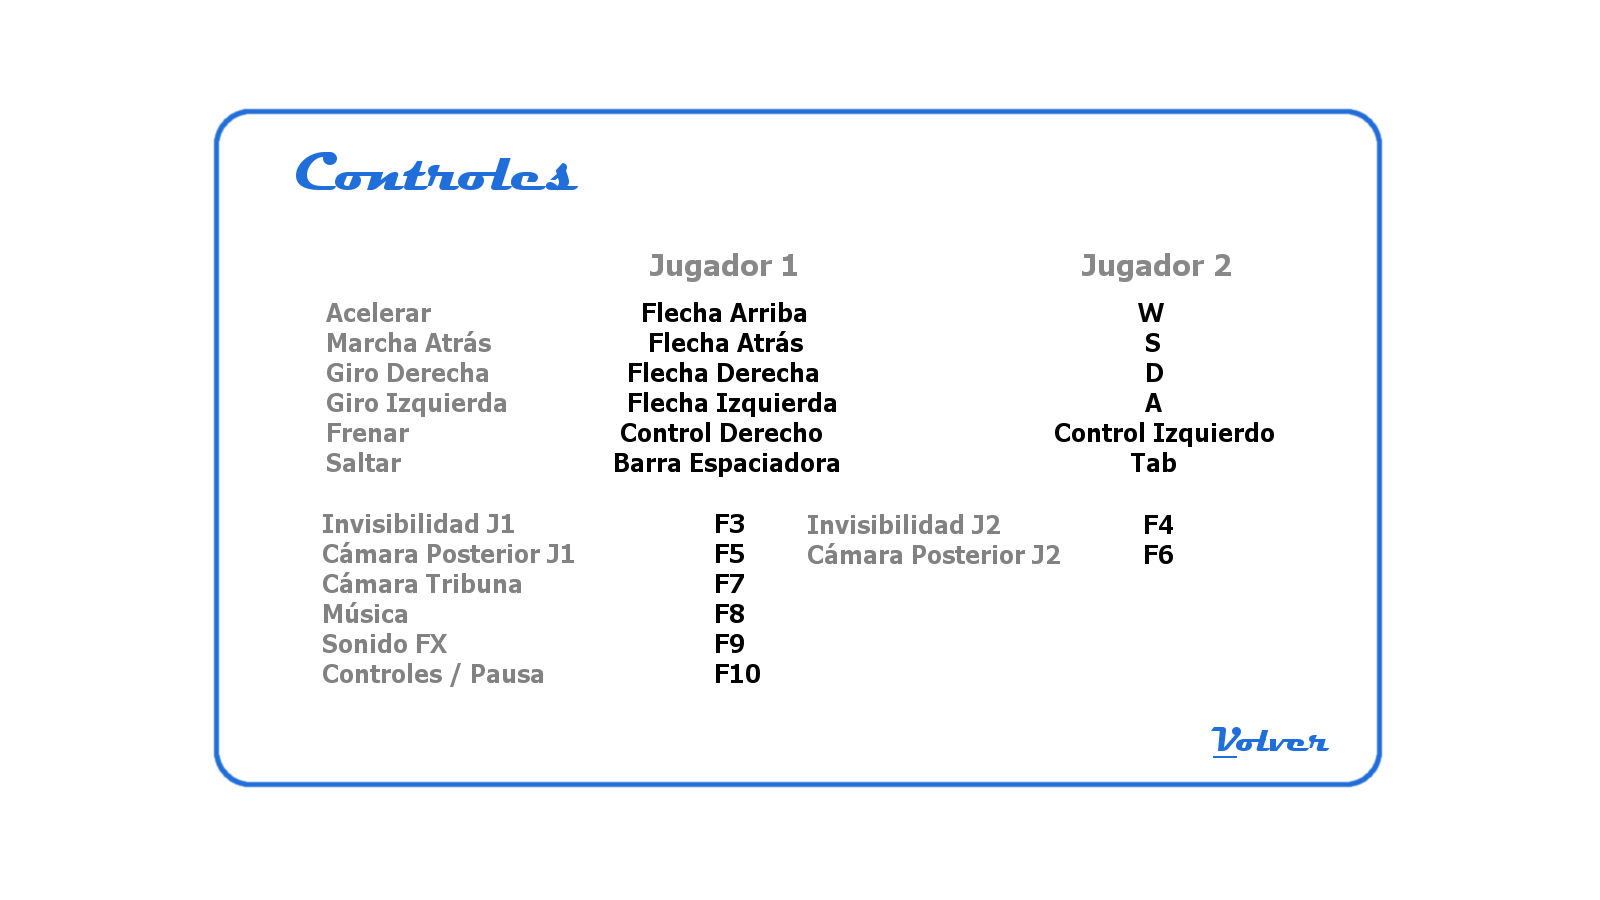 Controles
Jugador 1 Jugador 2
Acelerar Flecha Arriba W
Marcha Atrás Flecha Atrás S
Giro Derecha Flecha Derecha D
Giro Izquierda Flecha Izquierda A
Frenar Control Derecho Control Izquierdo
Saltar Barra Espaciadora Tab
Invisibilidad J1 F3 Invisibilidad J2 F4
Cámara Posterior J1 F5 Cámara Posterior J2 F6
Cámara Tribuna F7
Música F8
Sonido FX F9
Controles / Pausa F10
Volver